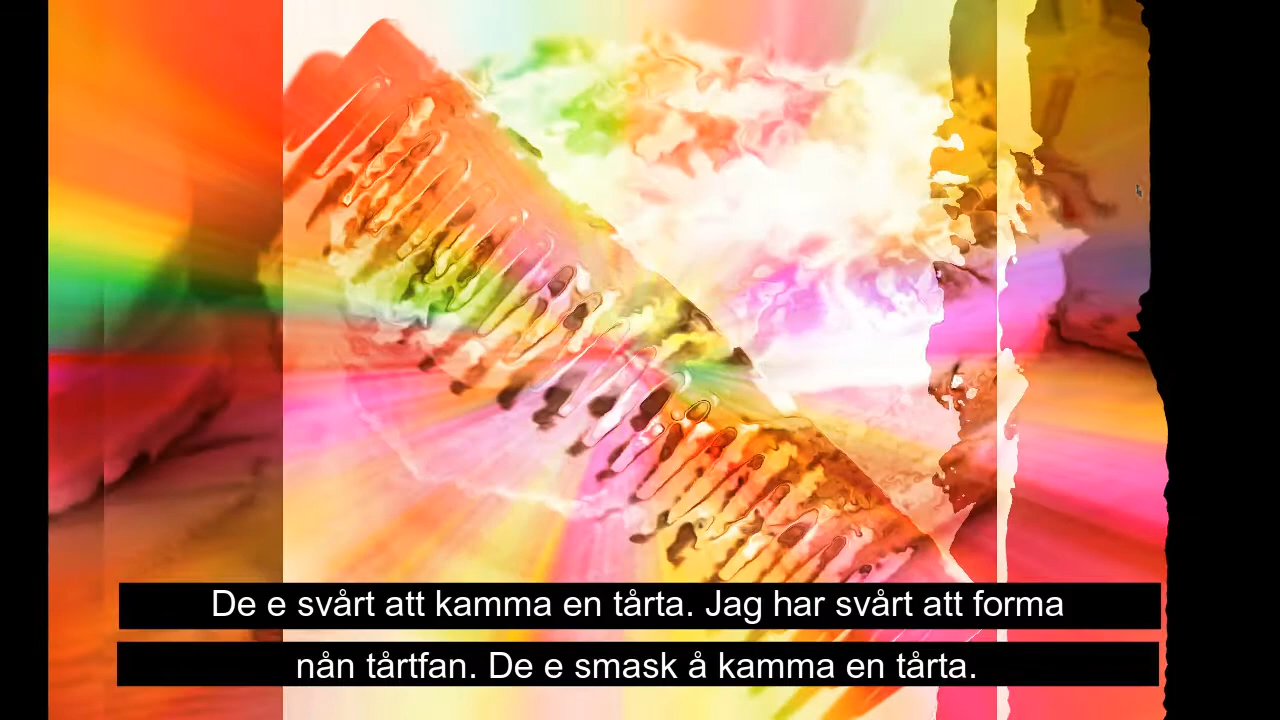 De e svårt att kamma en tårta. Jag har svårt att forma
nån tårtfan. De e smask å kamma en tårta.